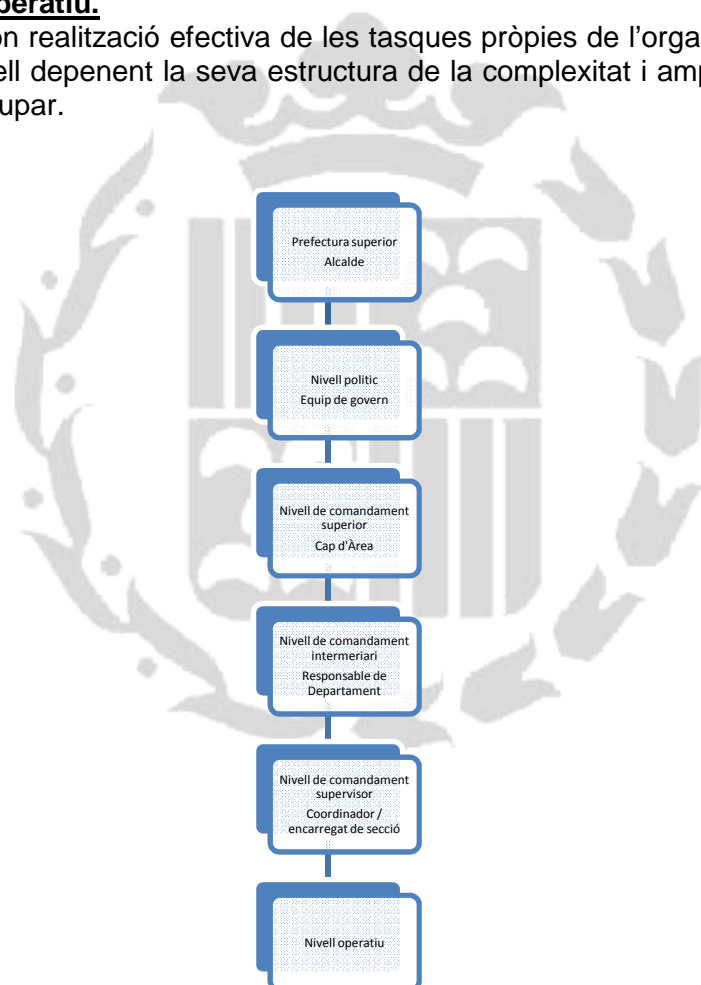 peratiu.
on realització efectiva de les tasques pròpies de l’orga
ell depenent la seva estructura de la complexitat i amp
upar.
Prefectura superior
Alcalde
Nivell politic
Equip de govern
Nivell de comandament
superior
Cap d'Àrea
Nivell de comandament
intermeriari
Responsable de
Departament
Nivell de comandament
supervisor
Coordinador /
encarregat de secció
Nivell operatiu